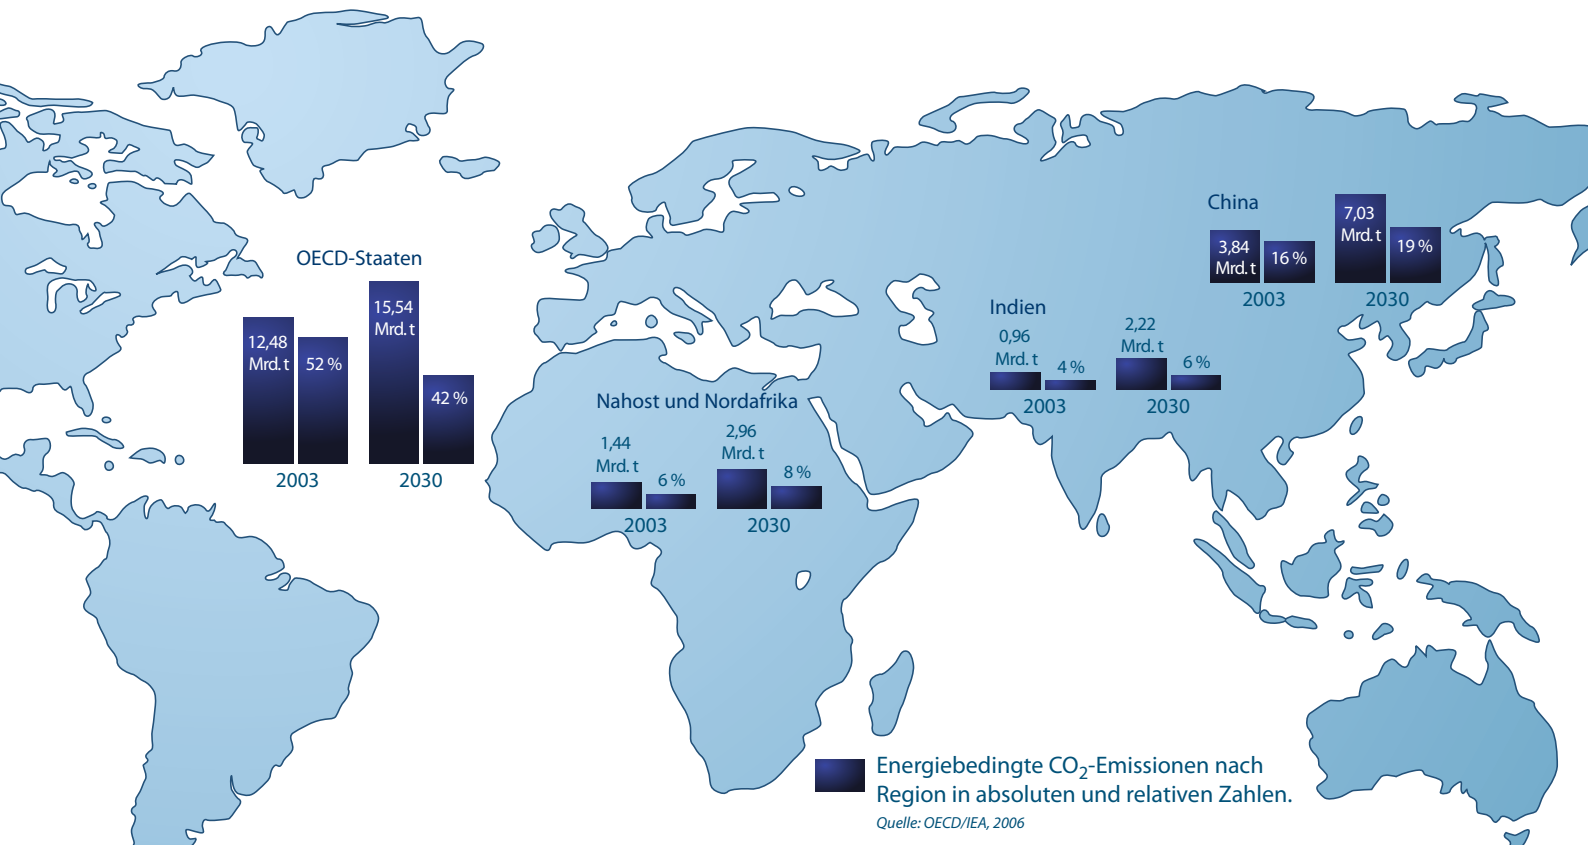 OECD-Staaten
12,48
Mrd. t
52 %
15,54
Mrd. t
42 %
2003
2030
Nahost und Nordafrika
1,44
Mrd. t
6 %
2,96
Mrd. t
8 %
2003
2030
Indien
0,96
Mrd. t
4 %
2,22
Mrd. t
6 %
2003
2030
China
3,84
Mrd. t
16 %
7,03
Mrd. t
19 %
2003
2030
Energiebedingte CO₂-Emissionen nach
Region in absoluten und relativen Zahlen.
Quelle: OECD/IEA, 2006